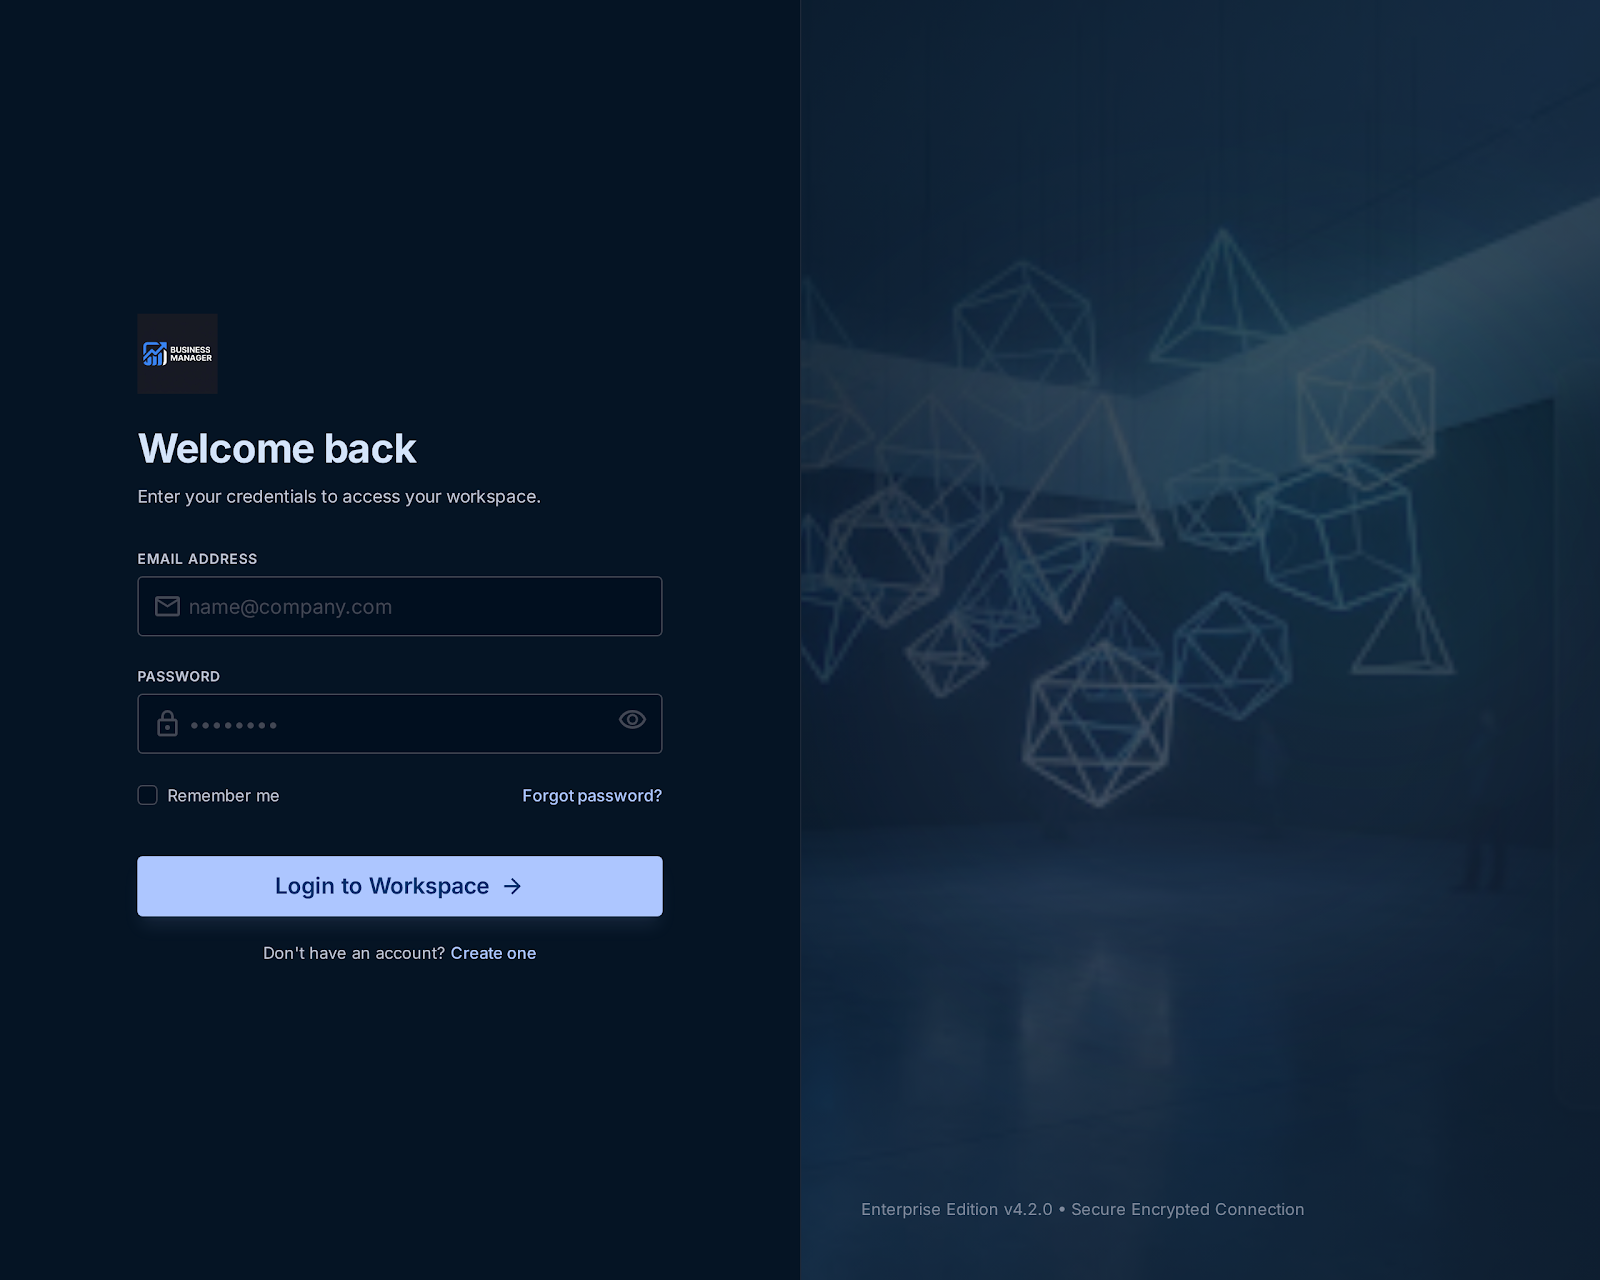 BUSINESS
MANAGER
Welcome back
Enter your credentials to access your workspace.
EMAIL ADDRESS
name@company.com
PASSWORD
••••••••
Remember me
Forgot password?
Login to Workspace →
Don't have an account? Create one
Enterprise Edition v4.2.0 • Secure Encrypted Connection